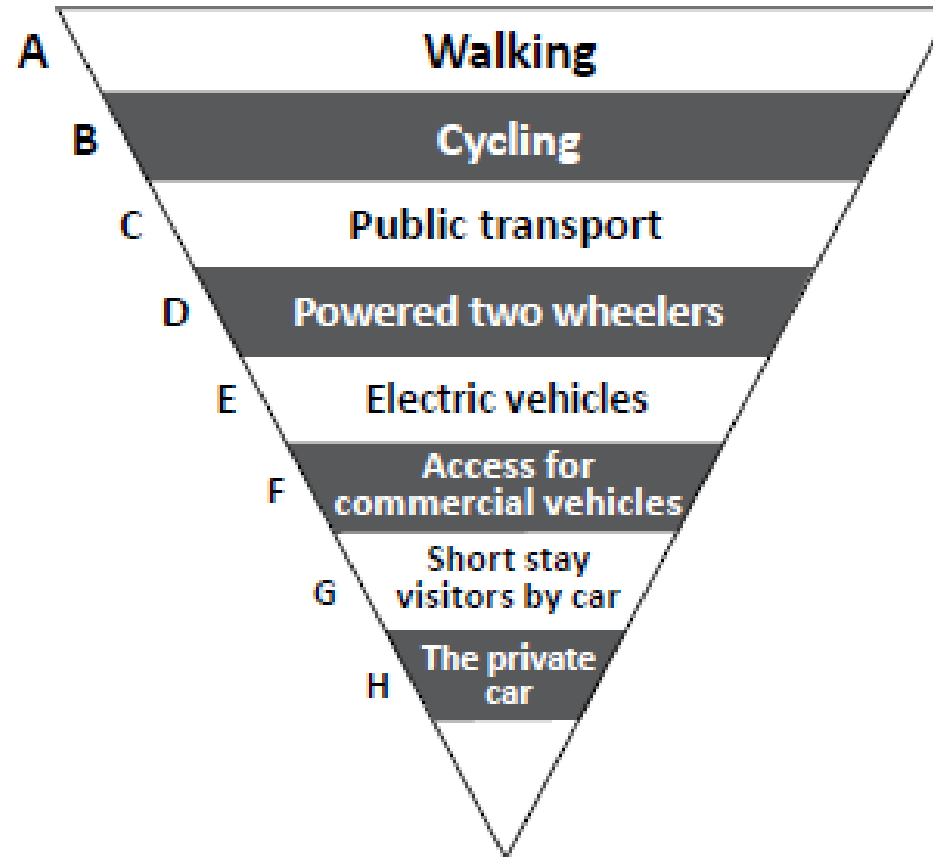 A Walking
B Cycling
C Public transport
D Powered two wheelers
E Electric vehicles
F Access for
commercial vehicles
G Short stay
visitors by car
H The private
car